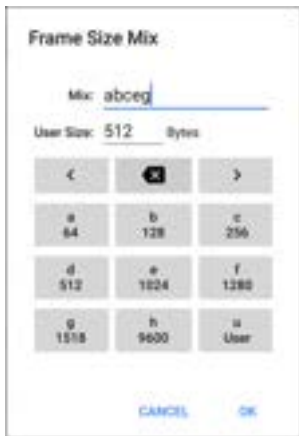 Frame Size Mix
Mix: abceg
User Size: 512 Bytes
< >
a b c
64 128 256
d e f
512 1024 1280
g h u
1518 9600 User
CANCEL OK